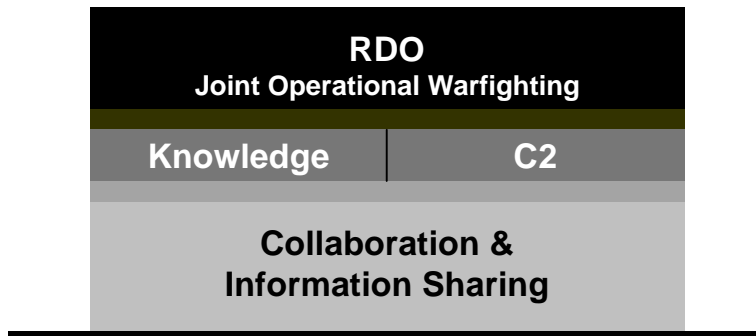 RDO
Joint Operational Warfighting
Knowledge
C2
Collaboration &
Information Sharing